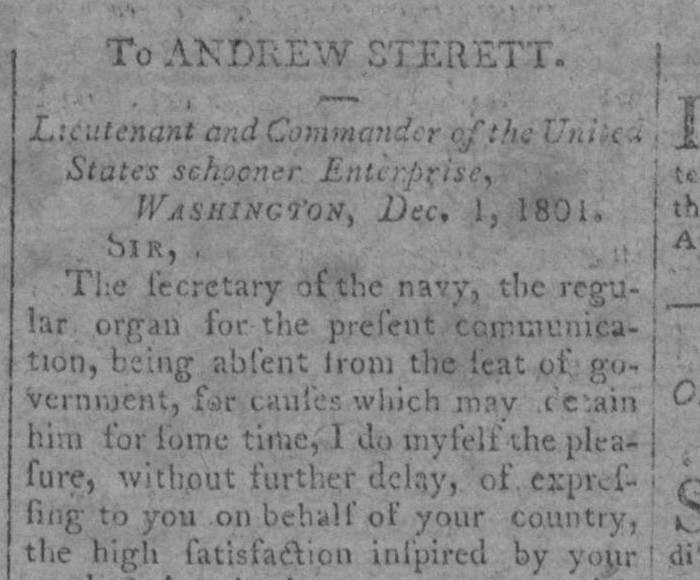 To ANDREW STERETT.
Lieutenant and Commander of the United
States schooner Enterprise,
WASHINGTON, Dec. 1, 1801.
SIR,
The ſecretary of the navy, the regu-
lar organ for the preſent communica-
tion, being abſent from the ſeat of go-
vernment, for cauſes which may detain
him for ſome time, I do myſelf the plea-
ſure, without further delay, of expreſ-
ſing to you on behalf of your country,
the high ſatisfaction inſpired by your